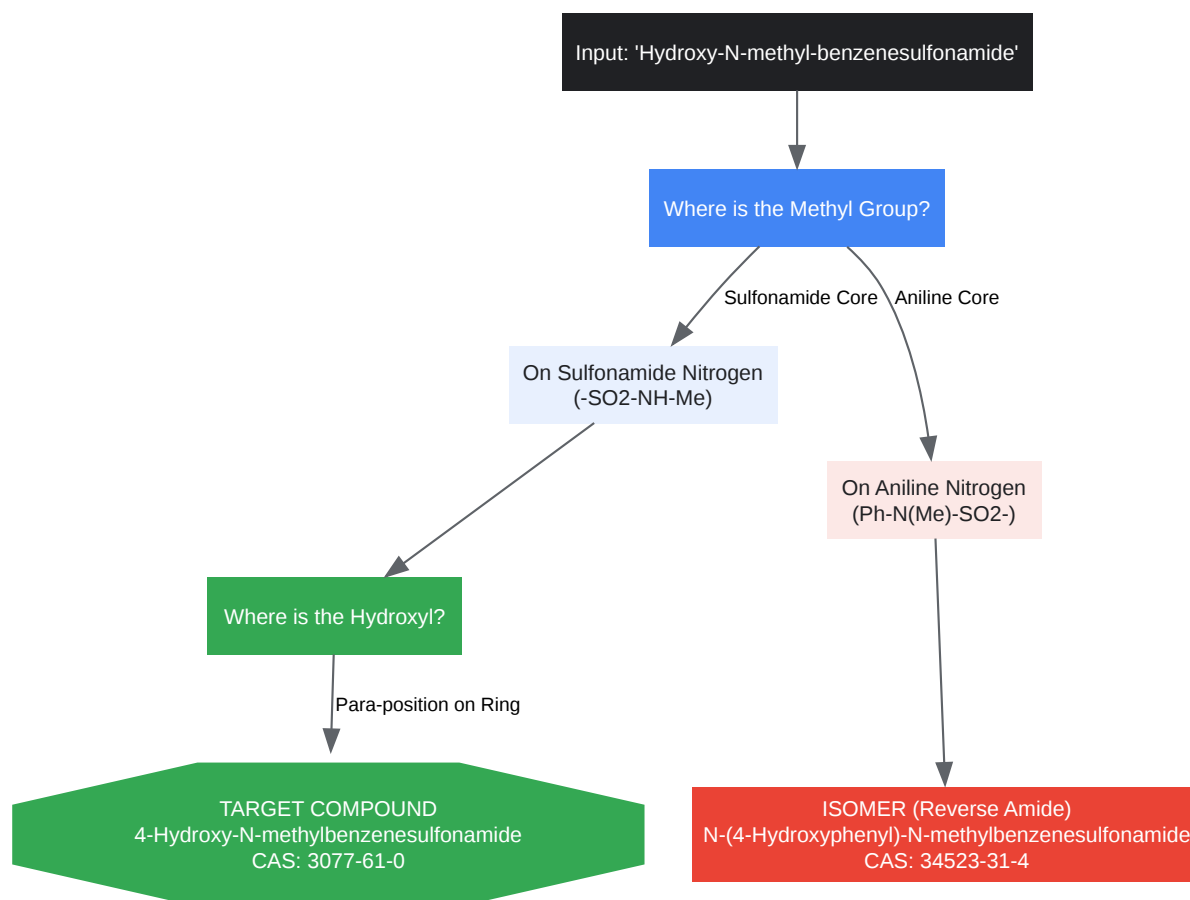 Input: 'Hydroxy-N-methyl-benzenesulfonamide'
Where is the Methyl Group?
Sulfonamide Core
Aniline Core
On Sulfonamide Nitrogen
(-SO2-NH-Me)
On Aniline Nitrogen
(Ph-N(Me)-SO2-)
Where is the Hydroxyl?
Para-position on Ring
TARGET COMPOUND
4-Hydroxy-N-methylbenzenesulfonamide
CAS: 3077-61-0
ISOMER (Reverse Amide)
N-(4-Hydroxyphenyl)-N-methylbenzenesulfonamide
CAS: 34523-31-4